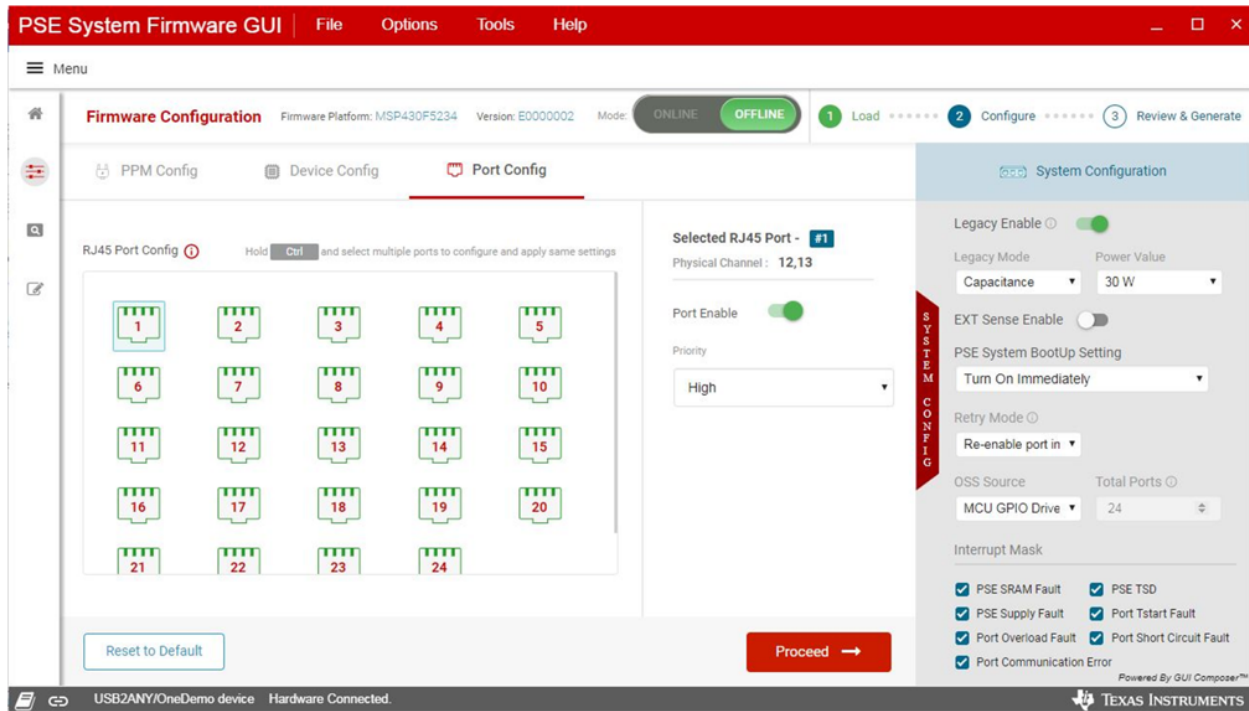 PSE System Firmware GUI File Options Tools Help
Menu
Firmware Configuration Firmware Platform: MSP430F5234 Version: E0000002 Mode: ONLINE OFFLINE 1 Load 2 Configure 3 Review & Generate
PPM Config Device Config Port Config
RJ45 Port Config Hold Ctrl and select multiple ports to configure and apply same settings
1 2 3 4 5
6 7 8 9 10
11 12 13 14 15
16 17 18 19 20
21 22 23 24
Reset to Default
Selected RJ45 Port - #1
Physical Channel : 12,13
Port Enable
Priority
High
Proceed
SYSTEM CONFIG
System Configuration
Legacy Enable
Legacy Mode Power Value
Capacitance 30 W
EXT Sense Enable
PSE System BootUp Setting
Turn On Immediately
Retry Mode
Re-enable port in
OSS Source Total Ports
MCU GPIO Drive 24
Interrupt Mask
PSE SRAM Fault PSE TSD
PSE Supply Fault Port Tstart Fault
Port Overload Fault Port Short Circuit Fault
Port Communication Error
Powered By GUI Composer™
USB2ANY/OneDemo device Hardware Connected.
TEXAS INSTRUMENTS